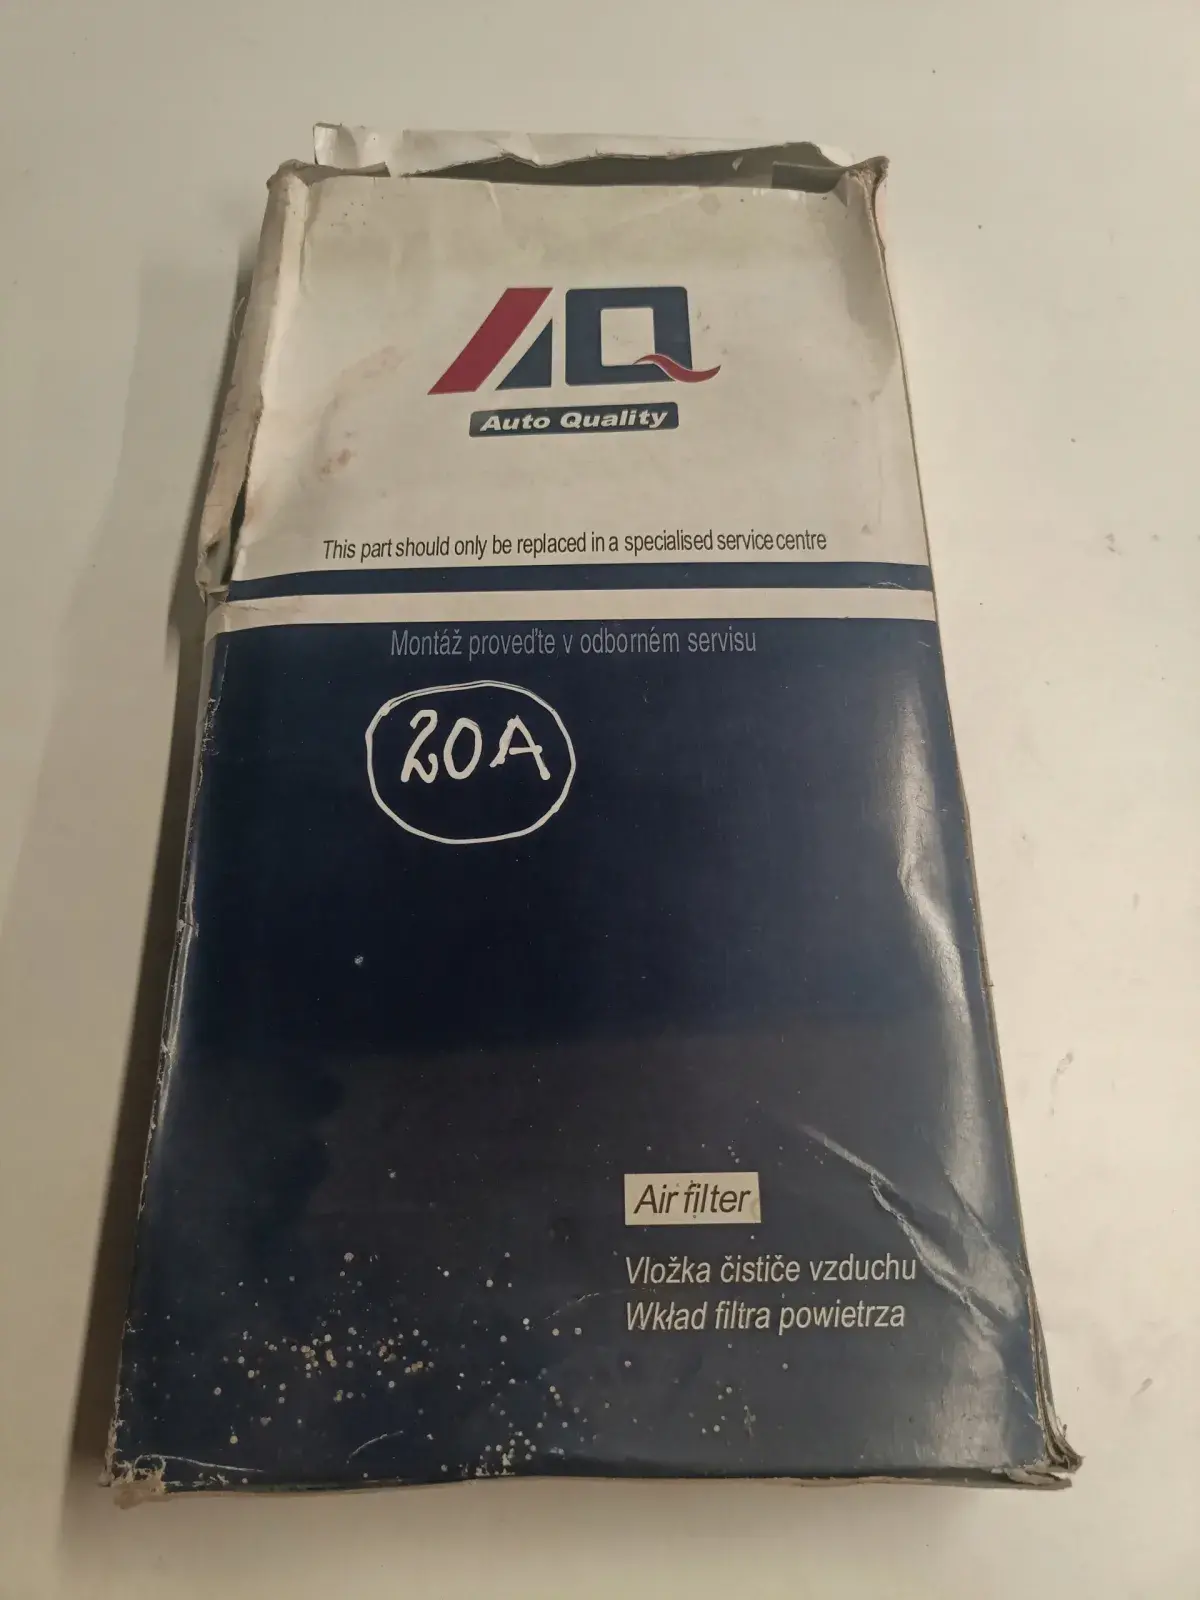 AQ
Auto Quality
This part should only be replaced in a specialised service centre
Montáž proveďte v odborném servisu
20A
Air filter
Vložka čističe vzduchu
Wkład filtra powietrza